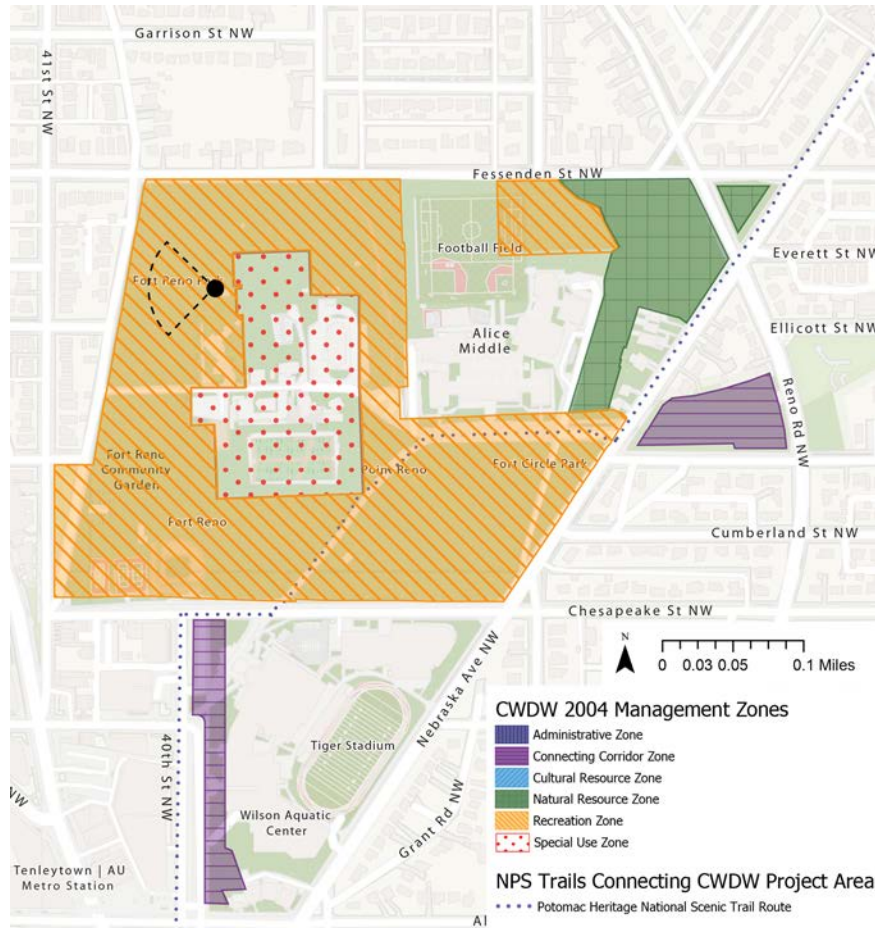 Garrison St NW
41st St NW
Fessenden St NW
Football Field
Everett St NW
Fort Reno Park
Alice
Middle
Ellicott St NW
Reno Rd NW
Fort Reno
Community
Garden
Point Reno
Fort Circle Park
Fort Reno
Cumberland St NW
Chesapeake St NW
N
0 0.03 0.05 0.1 Miles
Nebraska Ave NW
40th St NW
Tiger Stadium
Wilson Aquatic
Center
Grant Rd NW
NW
Tenleytown | AU
Metro Station
Al
CWDW 2004 Management Zones
Administrative Zone
Connecting Corridor Zone
Cultural Resource Zone
Natural Resource Zone
Recreation Zone
Special Use Zone
NPS Trails Connecting CWDW Project Area
Potomac Heritage National Scenic Trail Route